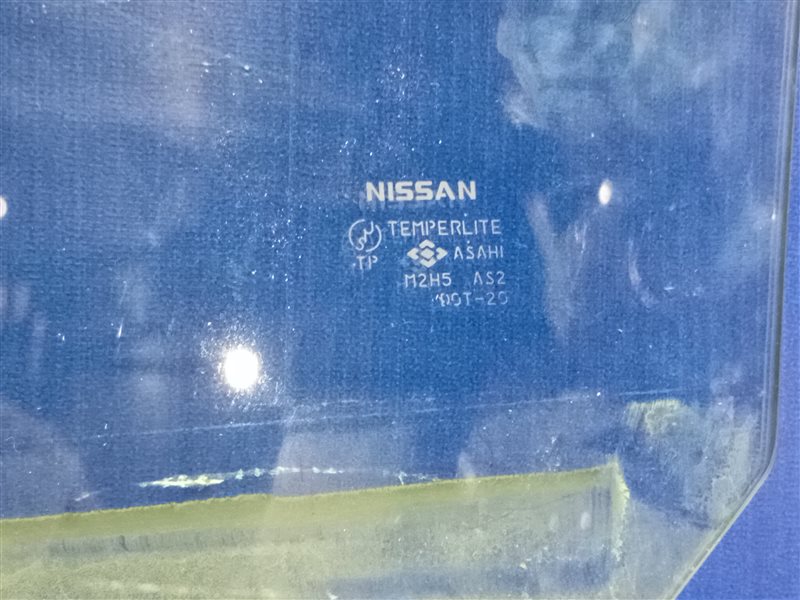 NISSAN
TEMPERLITE
TP ASAHI
M2H5 AS2
DOT-20